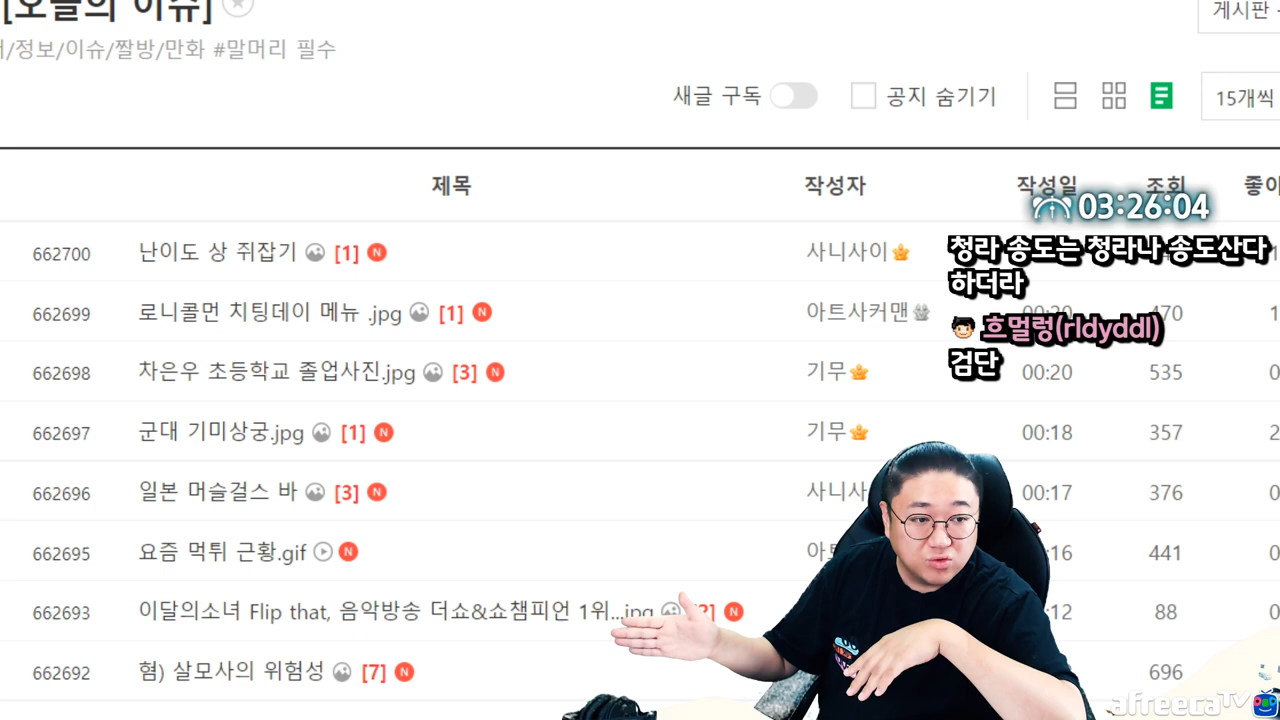 [오늘의 이슈]
게시판
/정보/이슈/짤방/만화 #말머리 필수
새글 구독 공지 숨기기 15개씩
제목 작성자 작성일 조회 좋아
03:26:04
662700 난이도 상 쥐잡기 [1] N 사니사이
청라 송도는 청라나 송도산다
하더라
662699 로니콜먼 치팅데이 메뉴 .jpg [1] N 아트사커맨 00:20 470 1
흐멀렁(rldyddl)
검단
662698 차은우 초등학교 졸업사진.jpg [3] N 기무 00:20 535 0
662697 군대 기미상궁.jpg [1] N 기무 00:18 357 2
662696 일본 머슬걸스 바 [3] N 사니사 00:17 376 0
662695 요즘 먹튀 근황.gif N :16 441 0
662693 이달의소녀 Flip that, 음악방송 더쇼&쇼챔피언 1위...jpg N :12 88 0
662692 혐) 살모사의 위험성 [7] N 696
afreecaTV